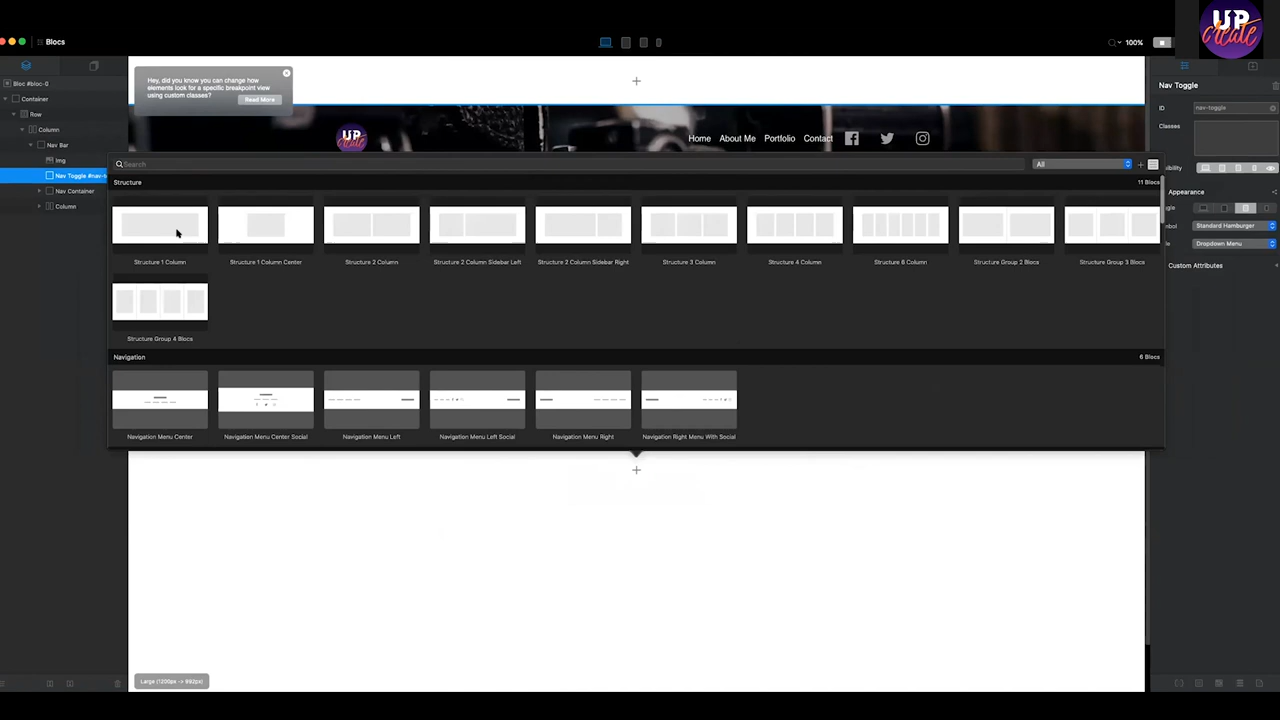 UP
create
Blocs
100%
Hey, did you know you can change how
elements look for a specific breakpoint view
using custom classes?
Read More
Bloc #bloc-0
Container
Row
Column
Nav Bar
Img
Nav Toggle #nav-t
Nav Container
Column
UP
Home About Me Portfolio Contact
Nav Toggle
ID nav-toggle
Classes
ibility
Appearance
ggle
mbol Standard Hamburger
le Dropdown Menu
Custom Attributes
Search
All
Structure 11 Blocs
Structure 1 Column Structure 1 Column Center Structure 2 Column Structure 2 Column Sidebar Left Structure 2 Column Sidebar Right Structure 3 Column Structure 4 Column Structure 6 Column Structure Group 2 Blocs Structure Group 3 Blocs
Structure Group 4 Blocs
Navigation 6 Blocs
Navigation Menu Center Navigation Menu Center Social Navigation Menu Left Navigation Menu Left Social Navigation Menu Right Navigation Right Menu With Social
Large (1200px -> 992px)